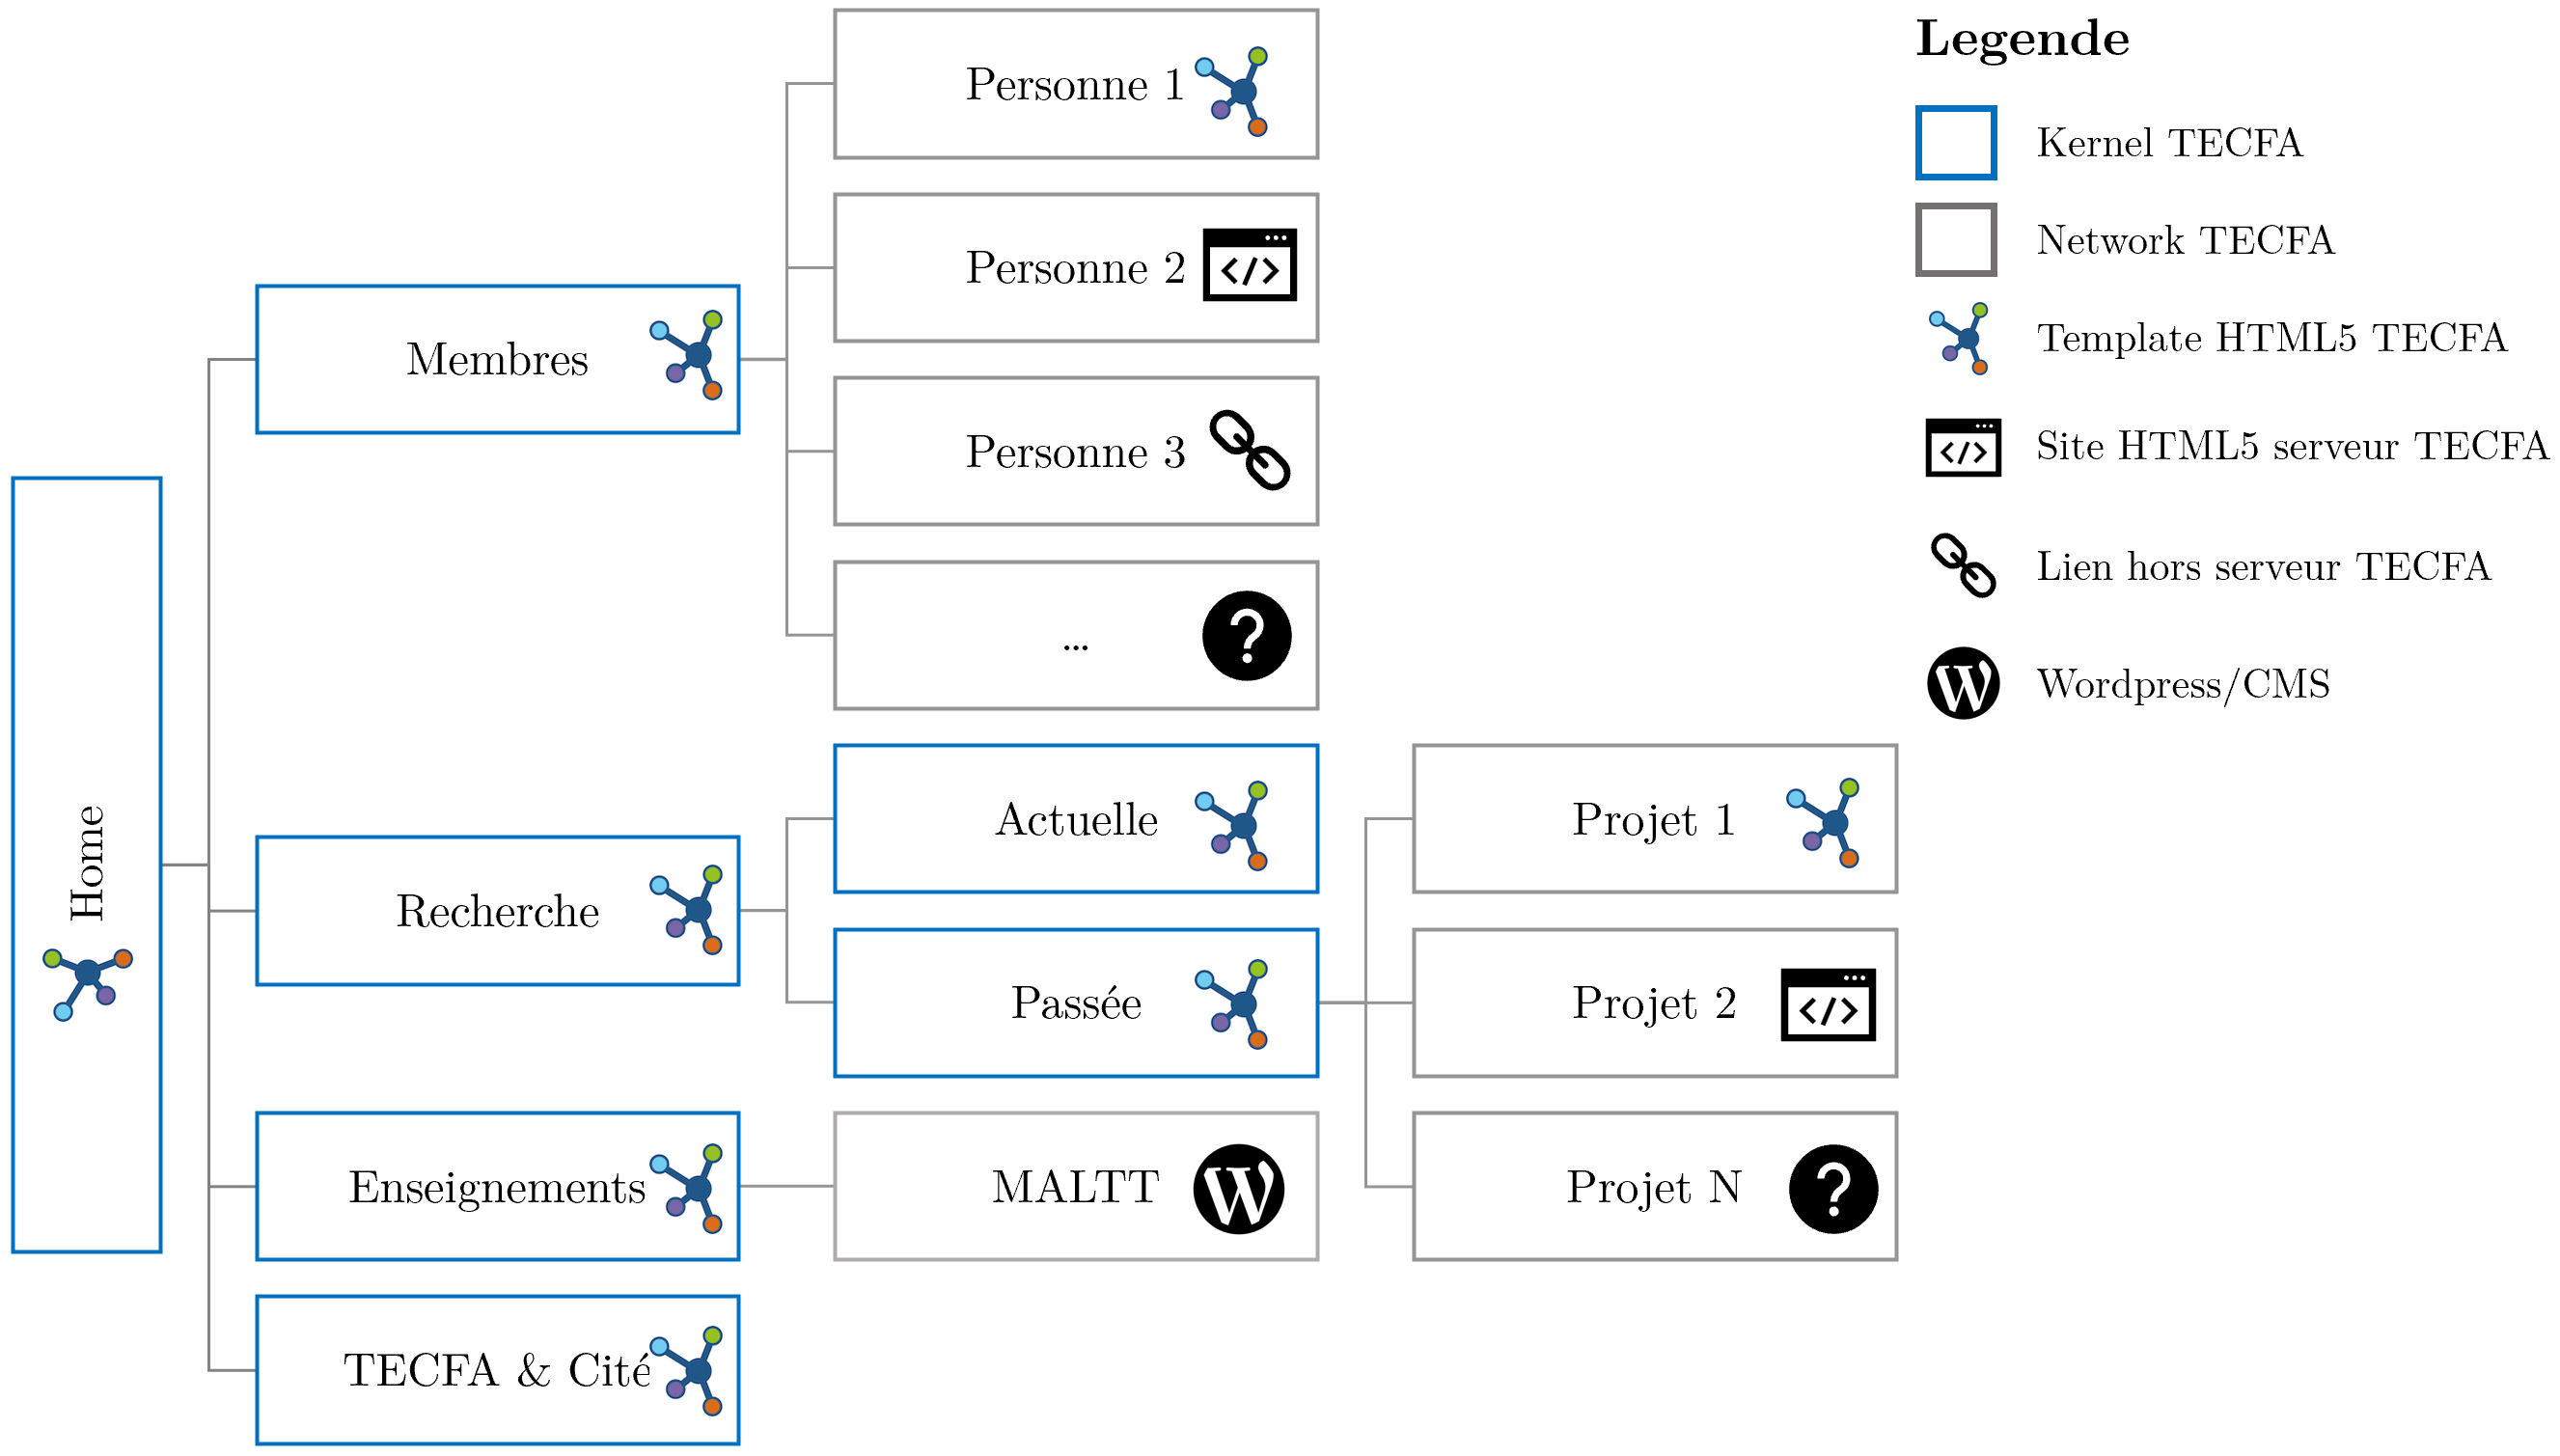 Home
Membres
Personne 1
Personne 2
Personne 3
...
Recherche
Actuelle
Passée
Projet 1
Projet 2
Projet N
Enseignements
MALTT
TECFA & Cité
Legende
Kernel TECFA
Network TECFA
Template HTML5 TECFA
Site HTML5 serveur TECFA
Lien hors serveur TECFA
Wordpress/CMS